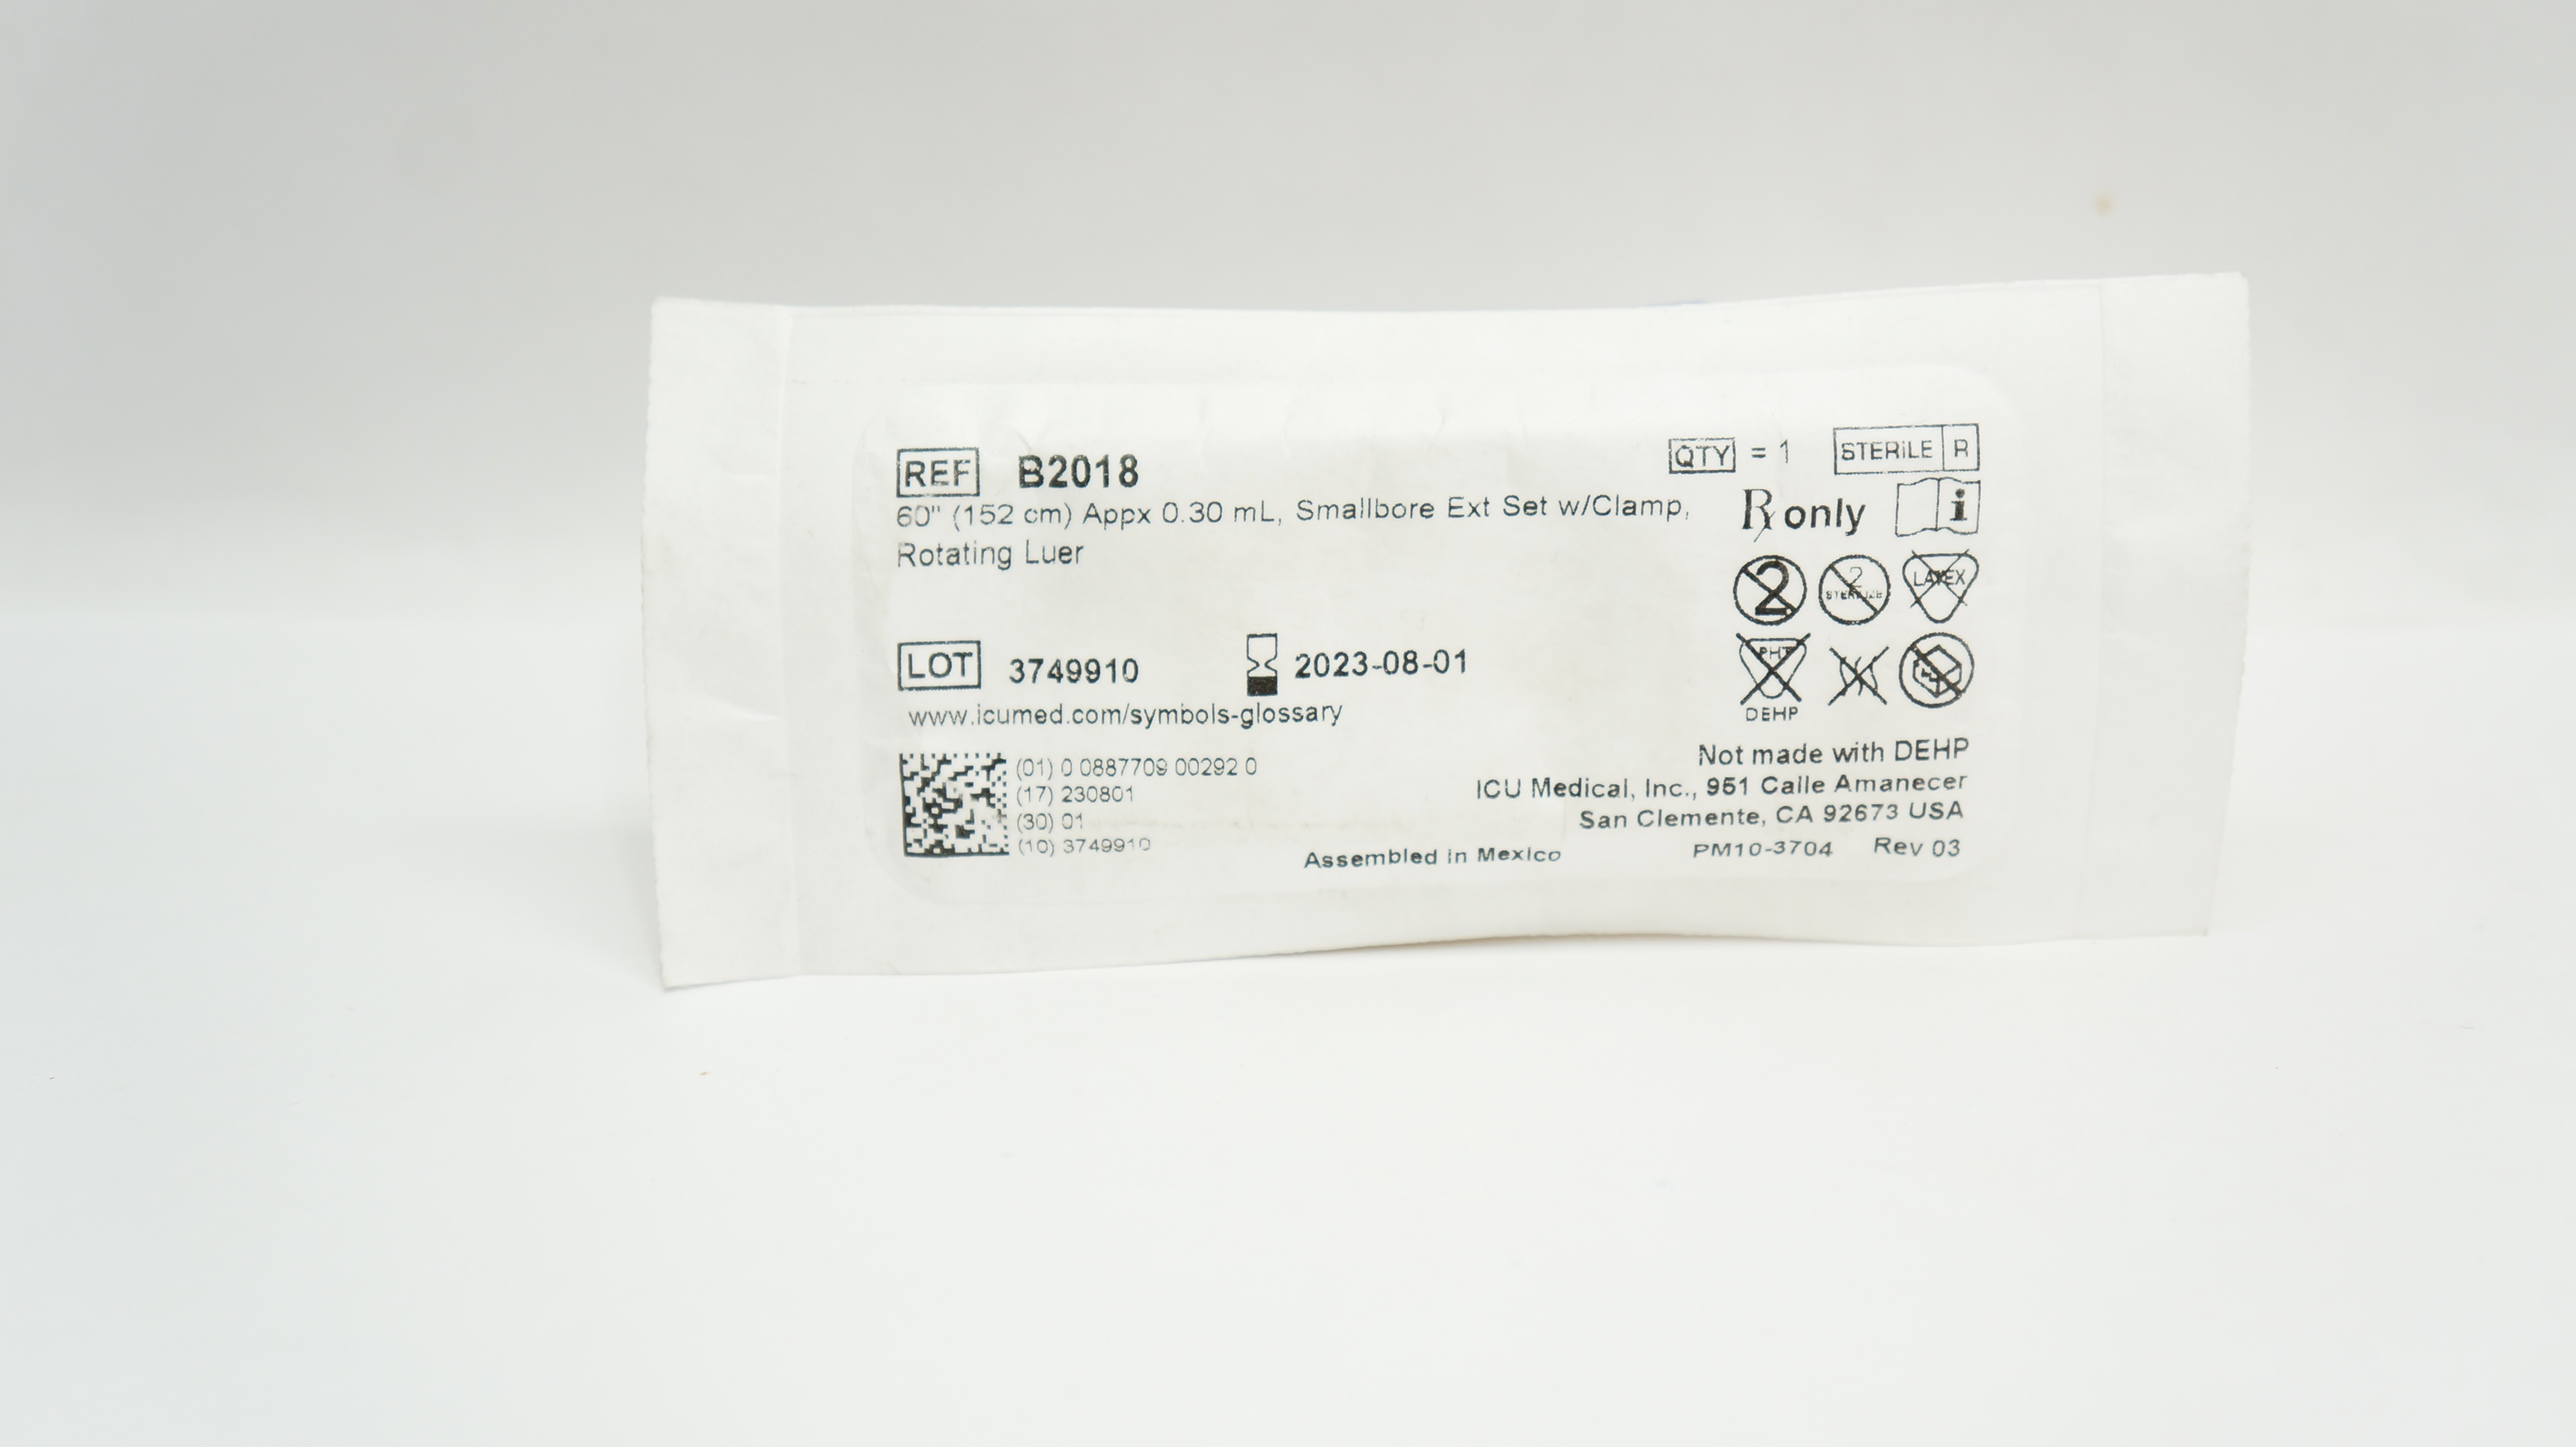 REF B2018
QTY = 1
STERILE R
60" (152 cm) Appx 0.30 mL, Smallbore Ext Set w/Clamp,
Rotating Luer
Rx only
i
2
2 STERILIZE
LATEX
LOT 3749910
2023-08-01
PHT
DEHP
www.icumed.com/symbols-glossary
(01) 0 0887709 00292 0
(17) 230801
(30) 01
(10) 3749910
Not made with DEHP
ICU Medical, Inc., 951 Calle Amanecer
San Clemente, CA 92673 USA
Assembled in Mexico
PM10-3704 Rev 03